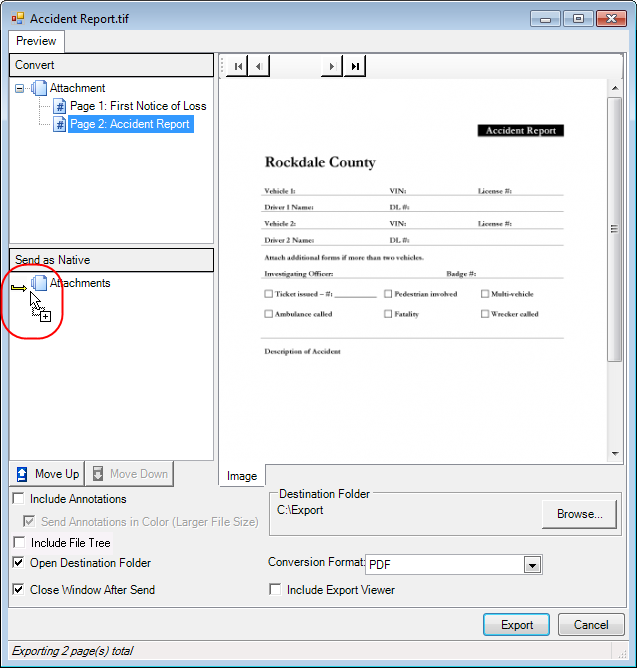 Accident Report.tif
Preview
Convert
Attachment
# Page 1: First Notice of Loss
# Page 2: Accident Report
Send as Native
Attachments
Move Up Move Down
Accident Report
Rockdale County
Vehicle 1: VIN: License #:
Driver 1 Name: DL #:
Vehicle 2: VIN: License #:
Driver 2 Name: DL #:
Attach additional forms if more than two vehicles.
Investigating Officer: Badge #:
Ticket issued – #: __________ Pedestrian involved Multi-vehicle
Ambulance called Fatality Wrecker called
Description of Accident
Image
Include Annotations
Send Annotations in Color (Larger File Size)
Include File Tree
Open Destination Folder
Close Window After Send
Destination Folder
C:\Export
Browse...
Conversion Format: PDF
Include Export Viewer
Export Cancel
Exporting 2 page(s) total